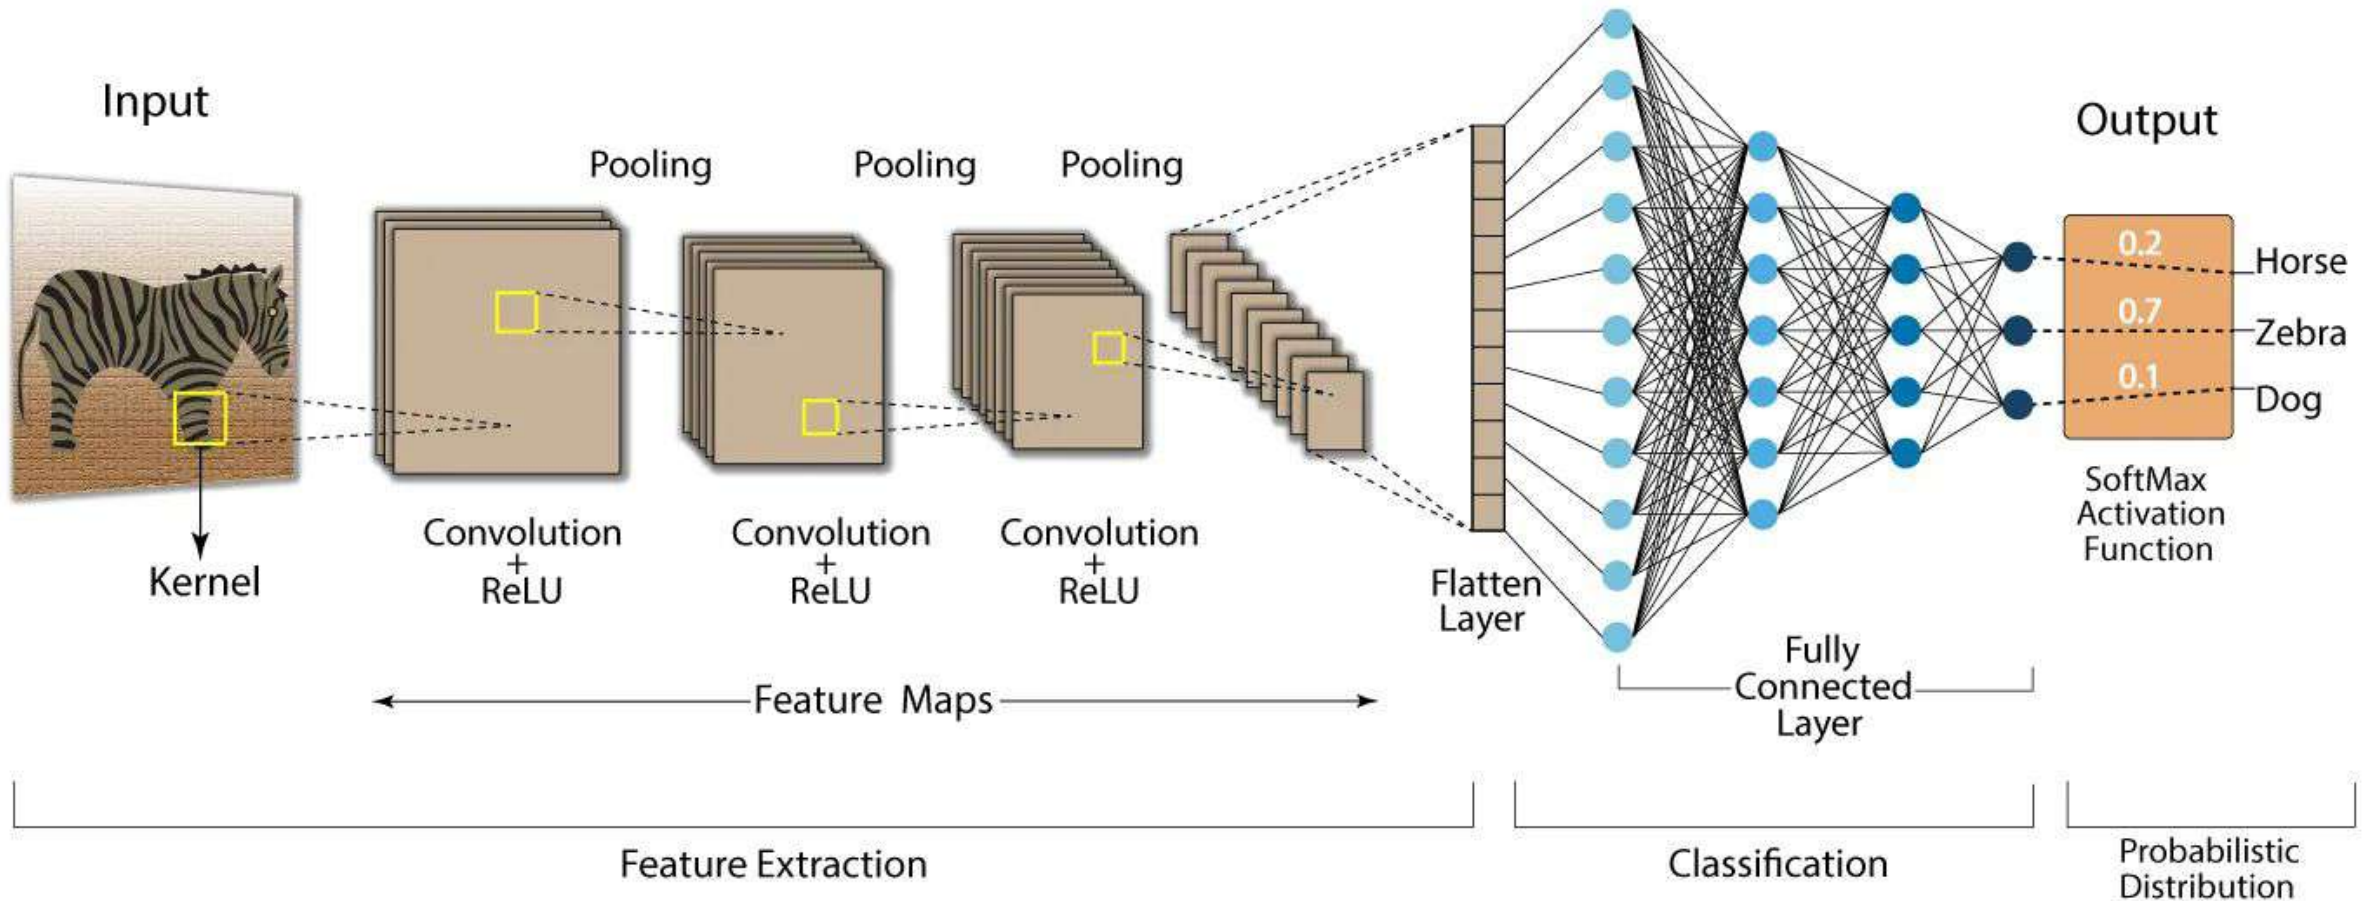 Input
Output
Pooling
Pooling
Pooling
0.2
Horse
0.7
Zebra
0.1
Dog
SoftMax
Activation
Function
Convolution
+
ReLU
Convolution
+
ReLU
Convolution
+
ReLU
Kernel
Flatten
Layer
Fully
Connected
Layer
Feature Maps
Feature Extraction
Classification
Probabilistic
Distribution